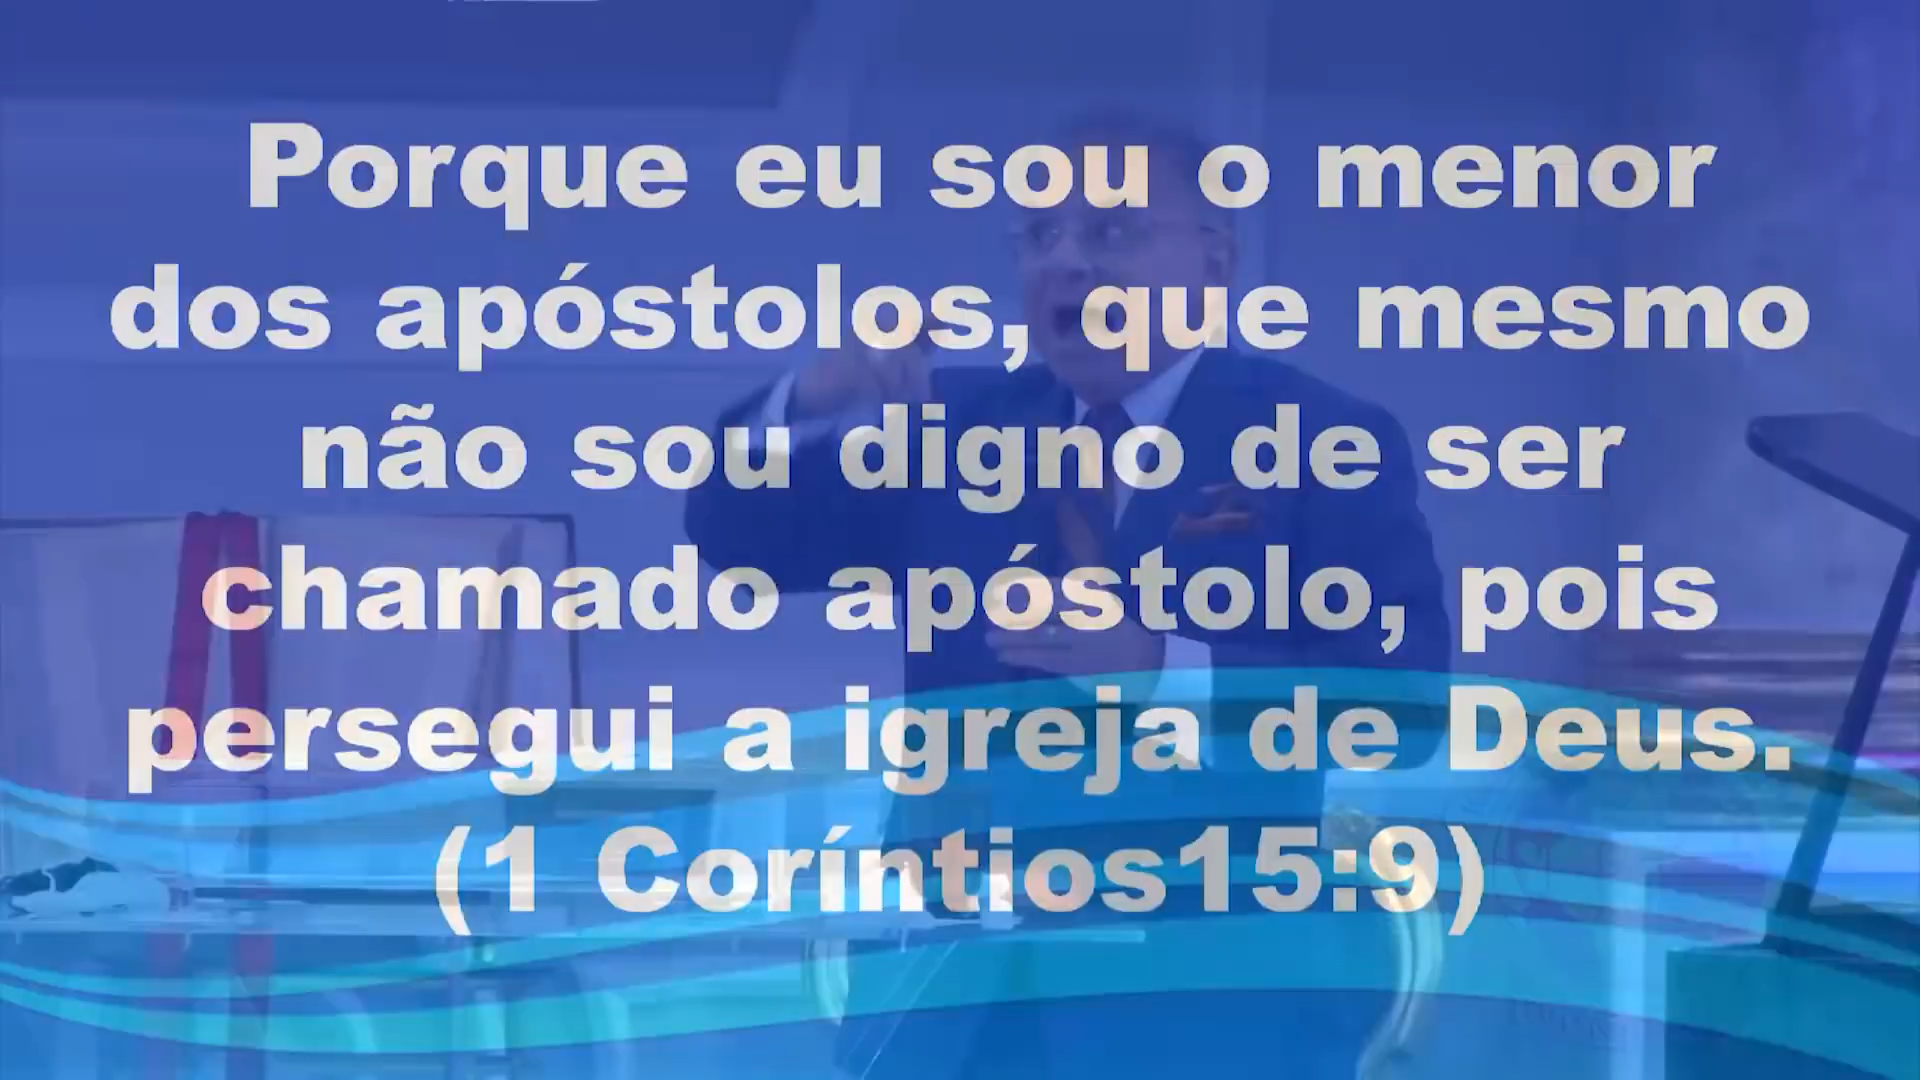 Porque eu sou o menor
dos apóstolos, que mesmo
não sou digno de ser
chamado apóstolo, pois
persegui a igreja de Deus.
(1 Coríntios15:9)